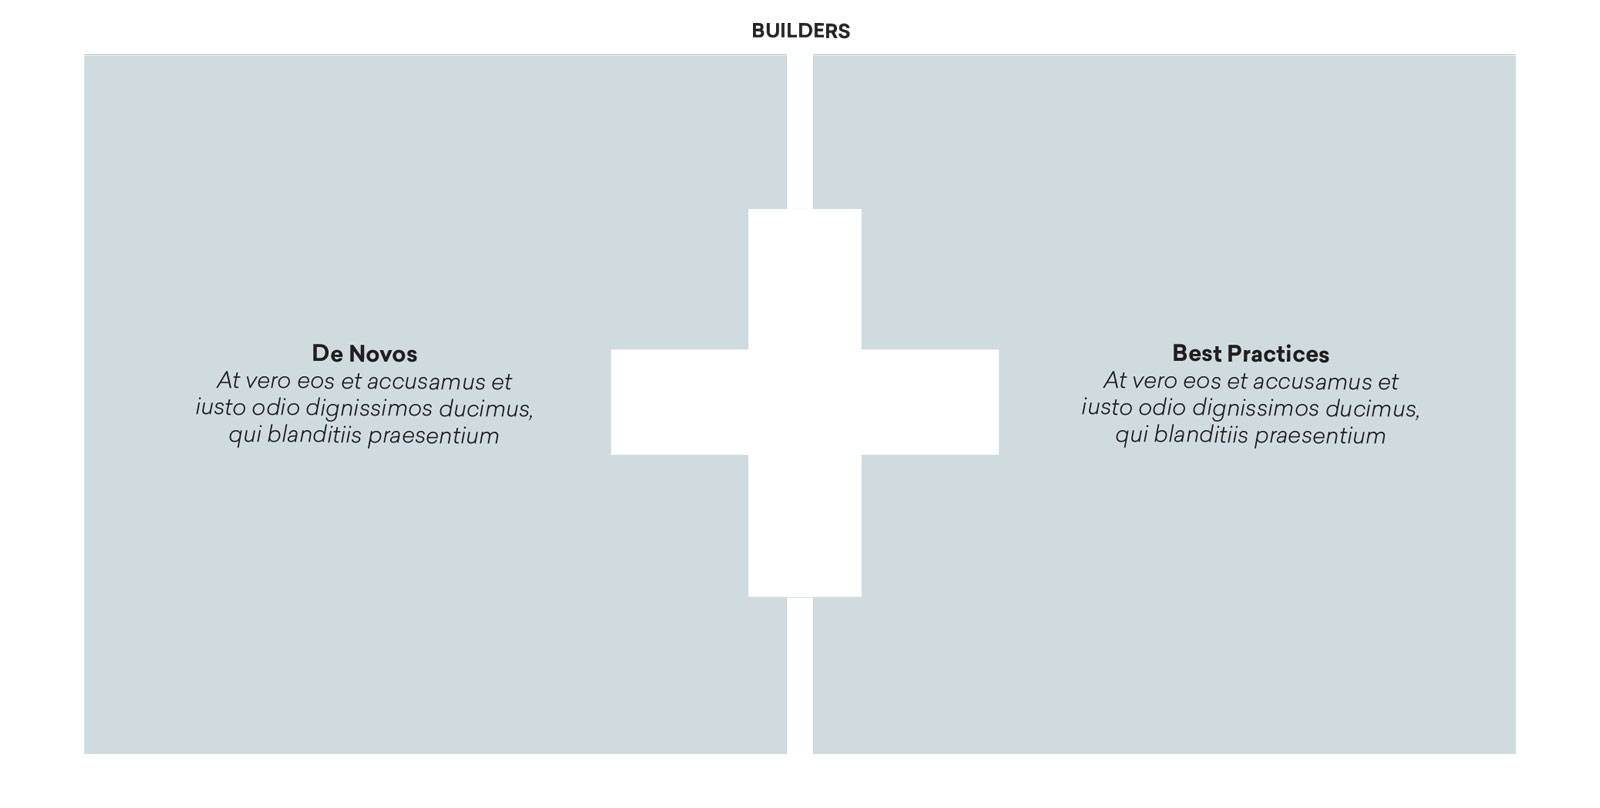 BUILDERS
De Novos
At vero eos et accusamus et
iusto odio dignissimos ducimus,
qui blanditiis praesentium
Best Practices
At vero eos et accusamus et
iusto odio dignissimos ducimus,
qui blanditiis praesentium